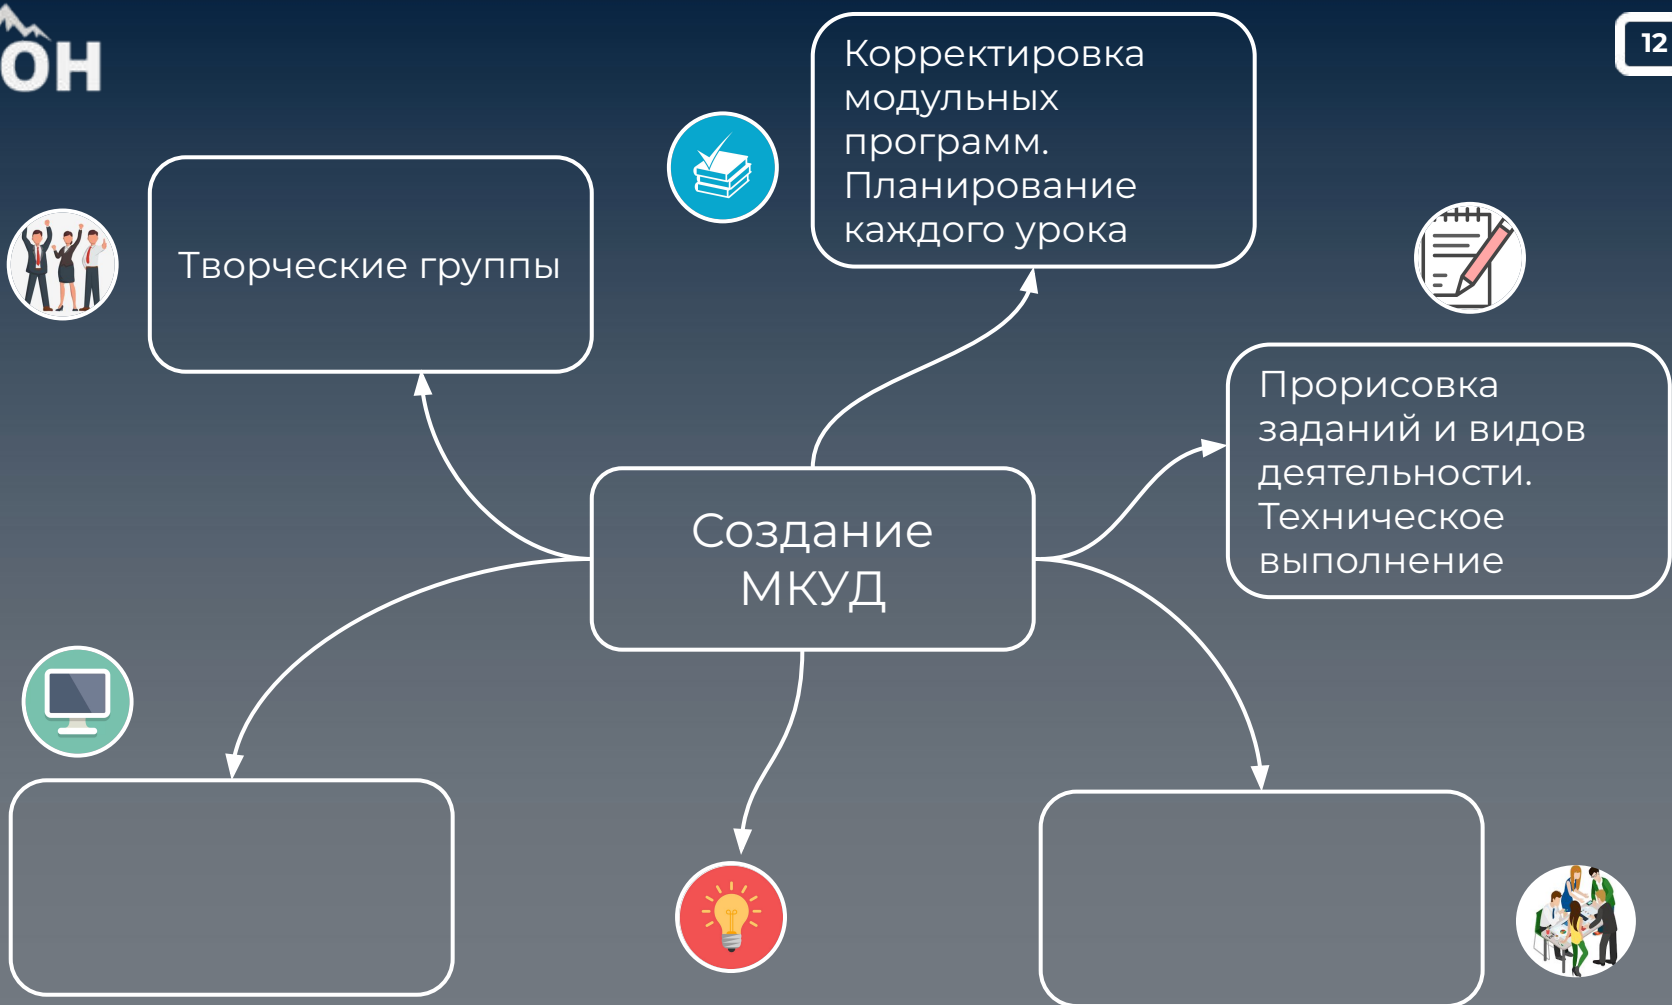 ОН
12
Корректировка
модульных
программ.
Планирование
каждого урока
Творческие группы
Прорисовка
заданий и видов
деятельности.
Техническое
выполнение
Создание
МКУД